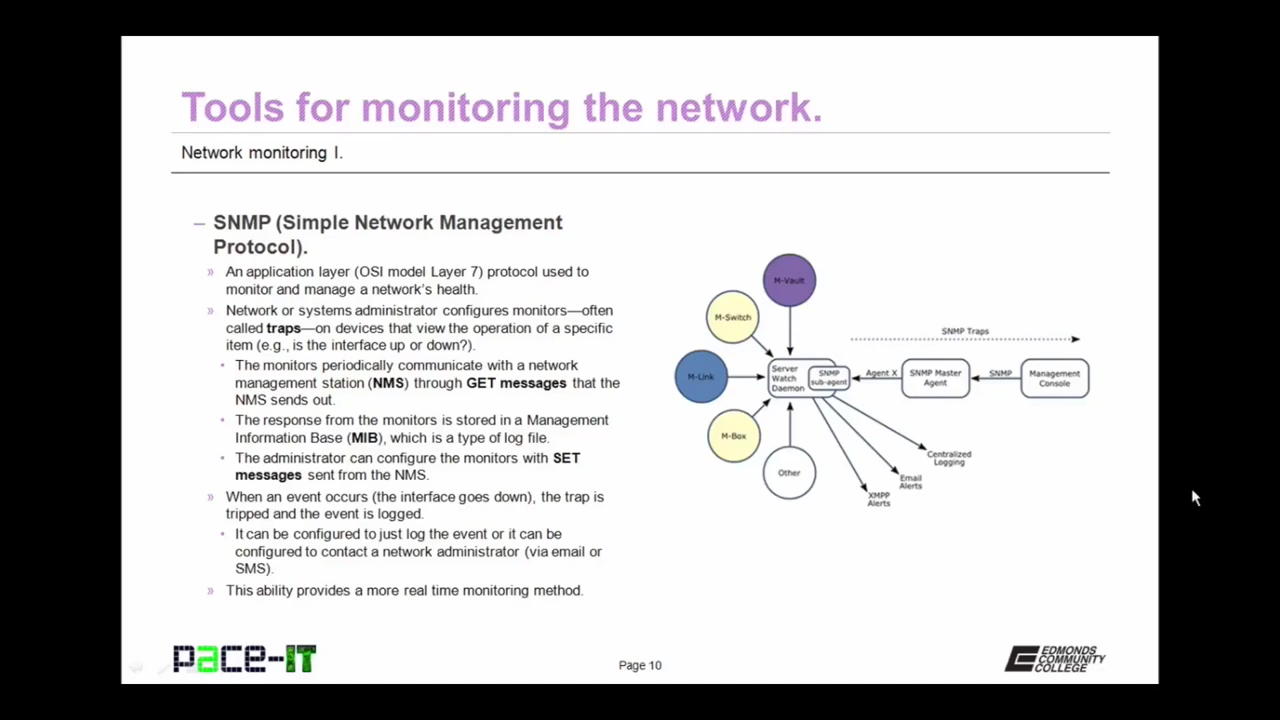 Tools for monitoring the network.
Network monitoring I.
– SNMP (Simple Network Management
Protocol).
» An application layer (OSI model Layer 7) protocol used to
monitor and manage a network's health.
» Network or systems administrator configures monitors—often
called traps—on devices that view the operation of a specific
item (e.g., is the interface up or down?).
• The monitors periodically communicate with a network
management station (NMS) through GET messages that the
NMS sends out.
• The response from the monitors is stored in a Management
Information Base (MIB), which is a type of log file.
• The administrator can configure the monitors with SET
messages sent from the NMS.
» When an event occurs (the interface goes down), the trap is
tripped and the event is logged.
• It can be configured to just log the event or it can be
configured to contact a network administrator (via email or
SMS).
» This ability provides a more real time monitoring method.
M-Vault
M-Switch
M-Link
M-Box
Other
Server
Watch
Daemon
SNMP
sub-agent
Agent X
SNMP Master
Agent
SNMP
Management
Console
SNMP Traps
Centralized
Logging
Email
Alerts
XMPP
Alerts
pace-IT
Page 10
EDMONDS
COMMUNITY
COLLEGE